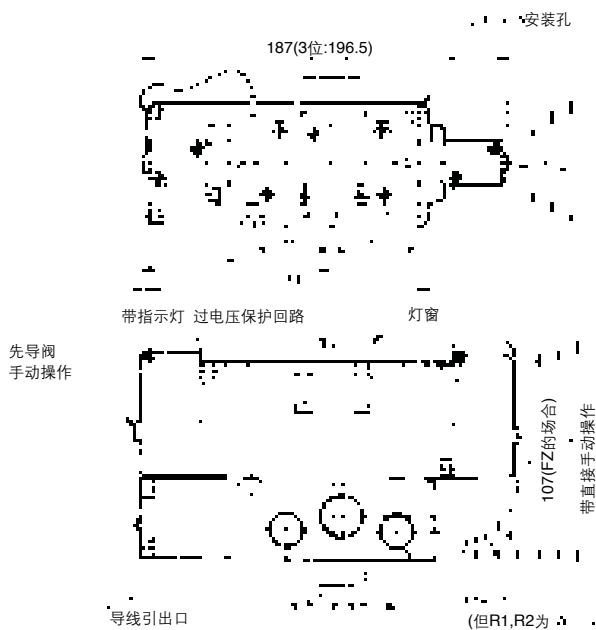 安装孔
187(3位:196.5)
带指示灯 过电压保护回路
灯窗
先导阀
手动操作
107(FZ的场合)
带直接手动操作
导线引出口
(但R1,R2为